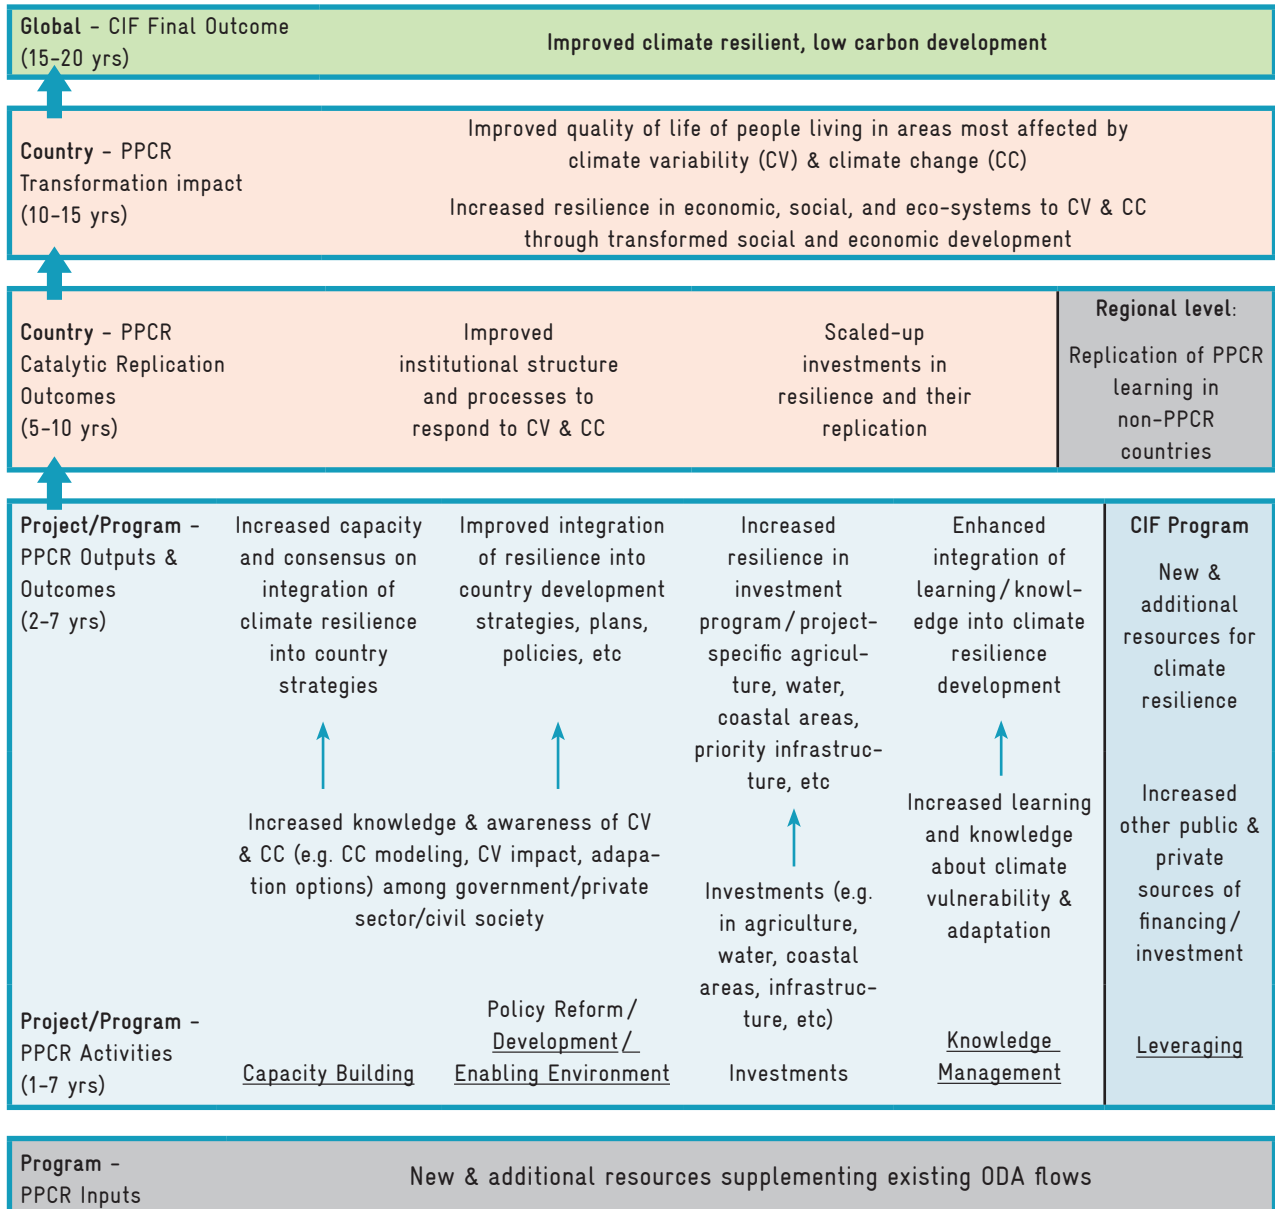 Global - CIF Final Outcome
(15-20 yrs)
Improved climate resilient, low carbon development
Country - PPCR
Transformation impact
(10-15 yrs)
Improved quality of life of people living in areas most affected by
climate variability (CV) & climate change (CC)
Increased resilience in economic, social, and eco-systems to CV & CC
through transformed social and economic development
Country - PPCR
Catalytic Replication
Outcomes
(5-10 yrs)
Improved
institutional structure
and processes to
respond to CV & CC
Scaled-up
investments in
resilience and their
replication
Regional level:
Replication of PPCR
learning in
non-PPCR
countries
Project/Program -
PPCR Outputs &
Outcomes
(2-7 yrs)
Increased capacity
and consensus on
integration of
climate resilience
into country
strategies
Improved integration
of resilience into
country development
strategies, plans,
policies, etc
Increased
resilience in
investment
program/project-
specific agricul-
ture, water,
coastal areas,
priority infrastruc-
ture, etc
Enhanced
integration of
learning/knowl-
edge into climate
resilience
development
CIF Program
New &
additional
resources for
climate
resilience
Increased knowledge & awareness of CV
& CC (e.g. CC modeling, CV impact, adapa-
tion options) among government/private
sector/civil society
Investments (e.g.
in agriculture,
water, coastal
areas, infrastruc-
ture, etc)
Increased learning
and knowledge
about climate
vulnerability &
adaptation
Increased
other public &
private
sources of
financing/
investment
Project/Program -
PPCR Activities
(1-7 yrs)
Capacity Building
Policy Reform/
Development/
Enabling Environment
Investments
Knowledge
Management
Leveraging
Program -
PPCR Inputs
New & additional resources supplementing existing ODA flows